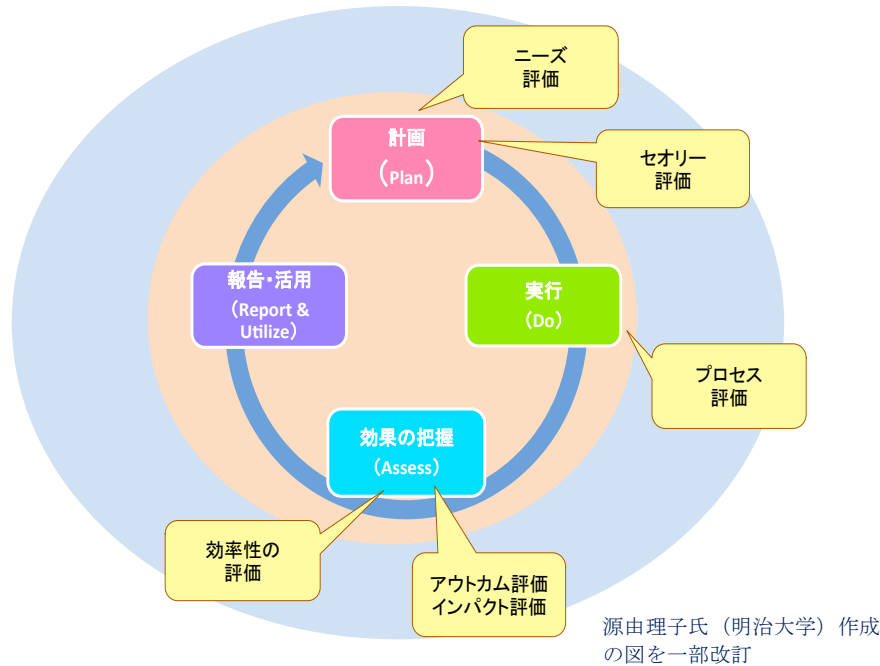 ニーズ
評価
計画
（Plan）
セオリー
評価
報告・活用
（Report &
Utilize）
実行
（Do）
プロセス
評価
効果の把握
（Assess）
効率性の
評価
アウトカム評価
インパクト評価
源由理子氏（明治大学）作成
の図を一部改訂